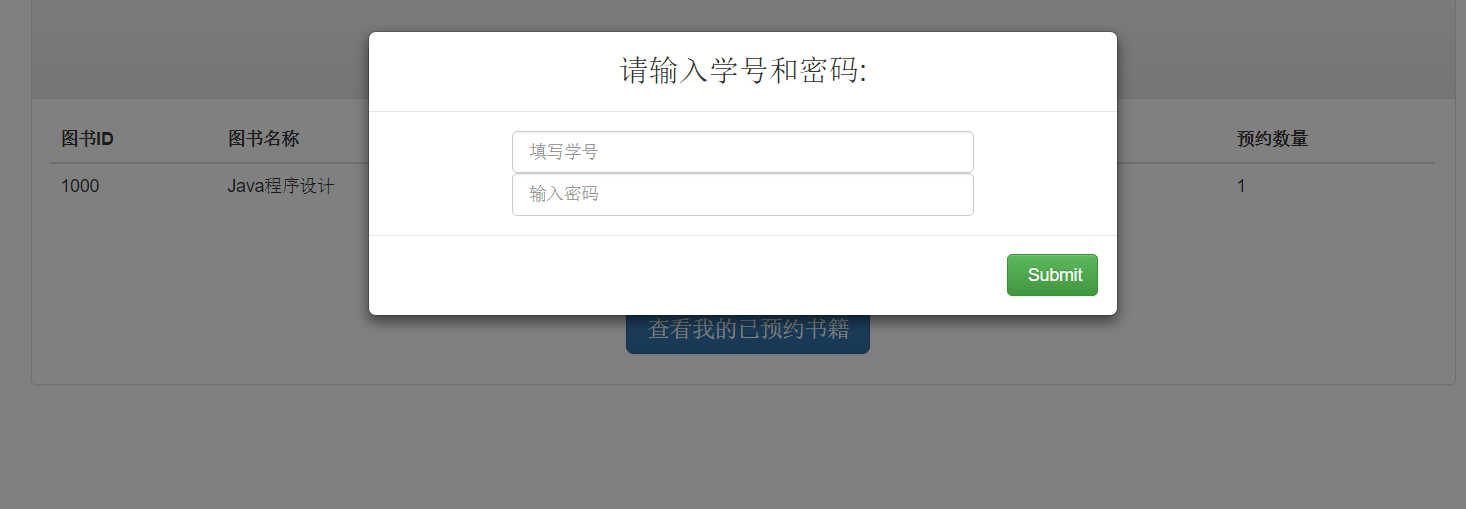 请输入学号和密码:
图书ID 图书名称 预约数量
填写学号
1000 Java程序设计 1
输入密码
Submit
查看我的已预约书籍